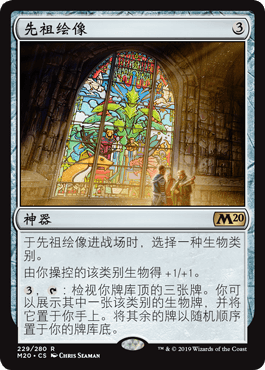 先祖绘像 3
神器 M20
于先祖绘像进战场时，选择一种生物类
别。
由你操控的该类别生物得+1/+1。
3，：检视你牌库顶的三张牌。你可
以展示其中一张该类别的生物牌，并将
它置于你手上。将其余的牌以随机顺序
置于你的牌库底。
229/280 R
M20 • CS CHRIS SEAMAN
™ & © 2019 Wizards of the Coast